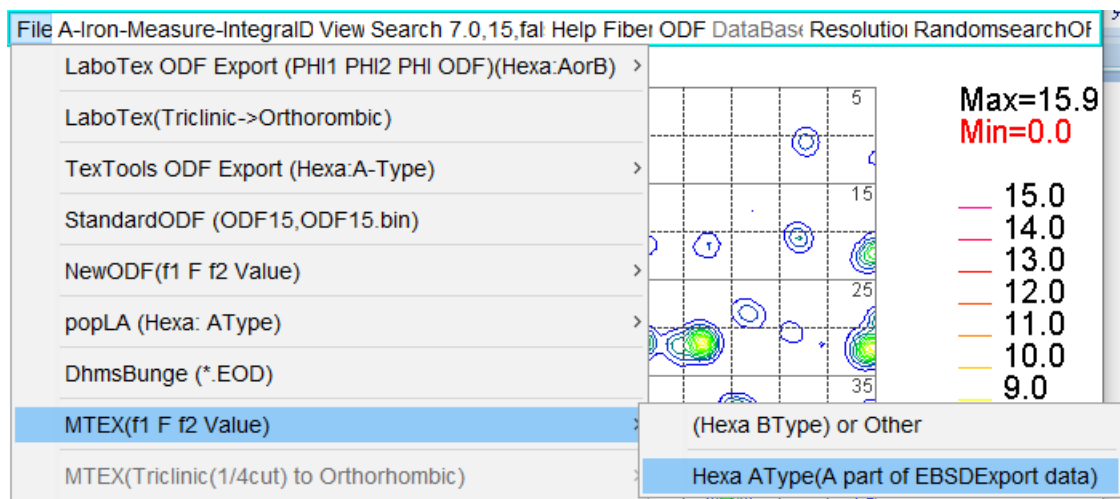 File A-Iron-Measure-IntegralD View Search 7.0,15,fal Help Fiber ODF DataBase Resolution RandomsearchOF
LaboTex ODF Export (PHI1 PHI2 PHI ODF)(Hexa:AorB) >
LaboTex(Triclinic->Orthorombic)
TexTools ODF Export (Hexa:A-Type) >
StandardODF (ODF15,ODF15.bin)
NewODF(f1 F f2 Value) >
popLA (Hexa: AType) >
DhmsBunge (*.EOD)
MTEX(f1 F f2 Value) >
(Hexa BType) or Other
Hexa AType(A part of EBSDExport data)
MTEX(Triclinic(1/4cut) to Orthorhombic) >
5
15
25
35
Max=15.9
Min=0.0
15.0
14.0
13.0
12.0
11.0
10.0
9.0